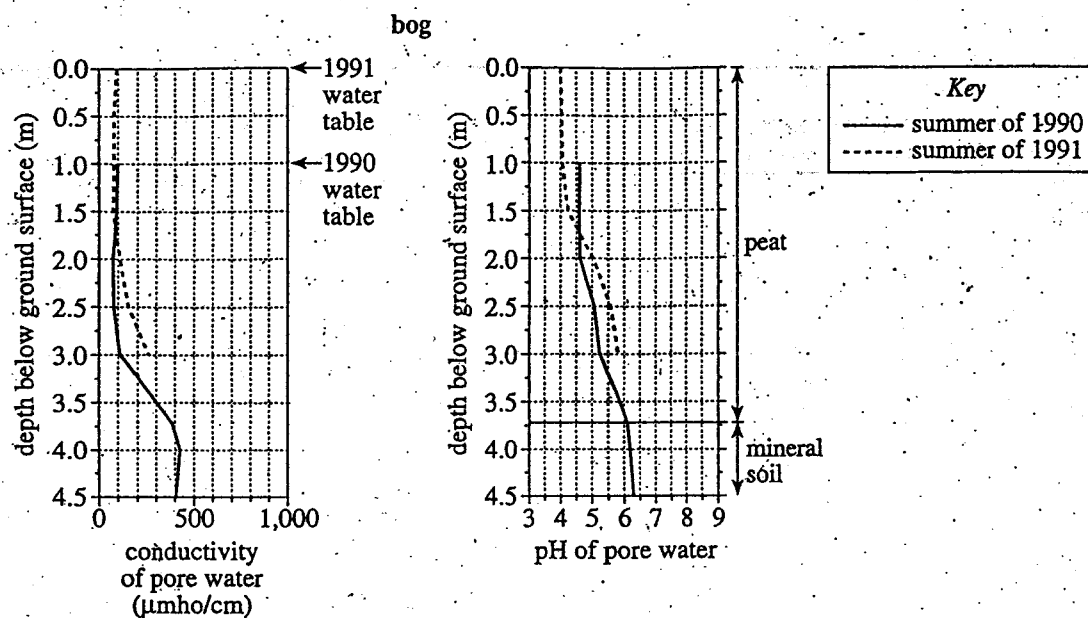 bog
0.0
0.5
1.0
1.5
2.0
2.5
3.0
3.5
4.0
4.5
depth below ground surface (m)
0 500 1,000
conductivity
of pore water
(µmho/cm)
1991
water
table
1990
water
table
0.0
0.5
1.0
1.5
2.0
2.5
3.0
3.5
4.0
4.5
depth below ground surface (m)
3 4 5 6 7 8 9
pH of pore water
peat
mineral
soil
Key
summer of 1990
summer of 1991